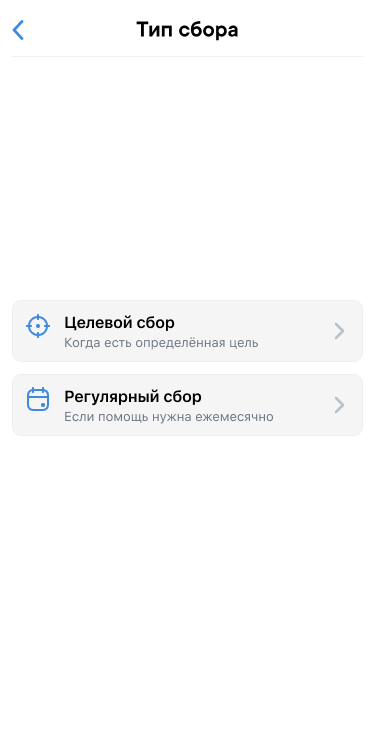 Тип сбора
Целевой сбор
Когда есть определённая цель
Регулярный сбор
Если помощь нужна ежемесячно